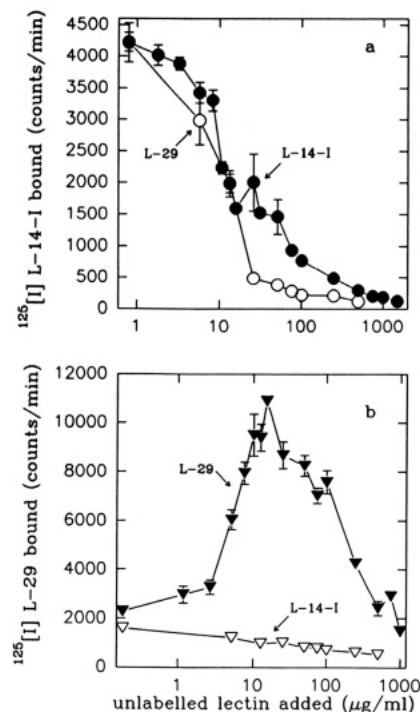 a
4500
4000
3500
3000
2500
2000
1500
1000
500
0
L-29
L-14-I
¹²⁵[I] L-14-I bound (counts/min)
1 10 100 1000
b
12000
10000
8000
6000
4000
2000
0
L-29
L-14-I
¹²⁵[I] L-29 bound (counts/min)
1 10 100 1000
unlabelled lectin added (μg/ml)